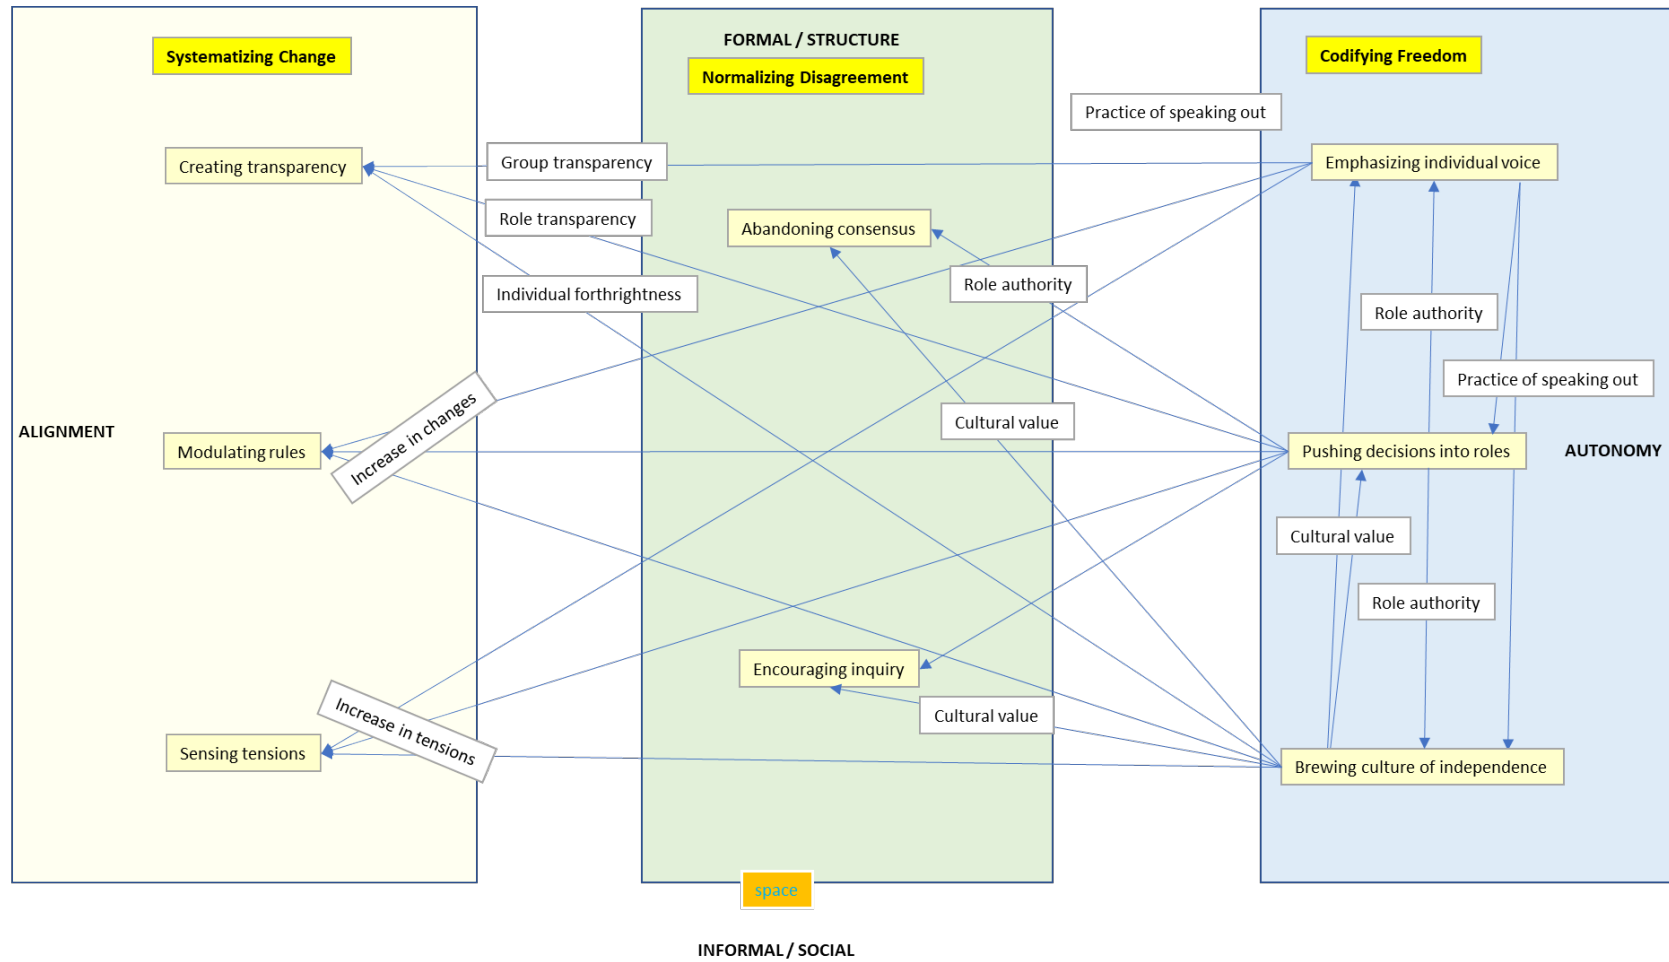 FORMAL / STRUCTURE
Systematizing Change
Normalizing Disagreement
Codifying Freedom
Practice of speaking out
Creating transparency
Group transparency
Emphasizing individual voice
Role transparency
Abandoning consensus
Individual forthrightness
Role authority
Role authority
Practice of speaking out
Increase in changes
Cultural value
ALIGNMENT
Modulating rules
Pushing decisions into roles
AUTONOMY
Cultural value
Role authority
Encouraging inquiry
Cultural value
Increase in tensions
Sensing tensions
Brewing culture of independence
space
INFORMAL / SOCIAL